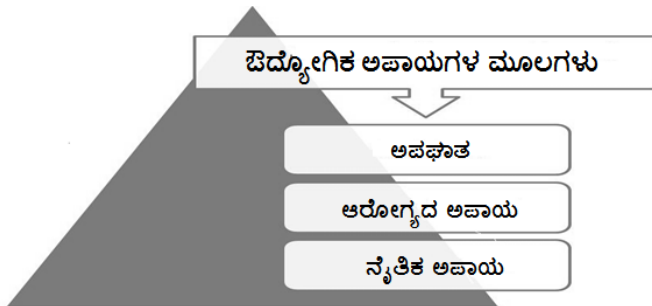 ಔದ್ಯೋಗಿಕ ಅಪಾಯಗಳ ಮೂಲಗಳು
ಅಪಘಾತ
ಆರೋಗ್ಯದ ಅಪಾಯ
ನೈತಿಕ ಅಪಾಯ